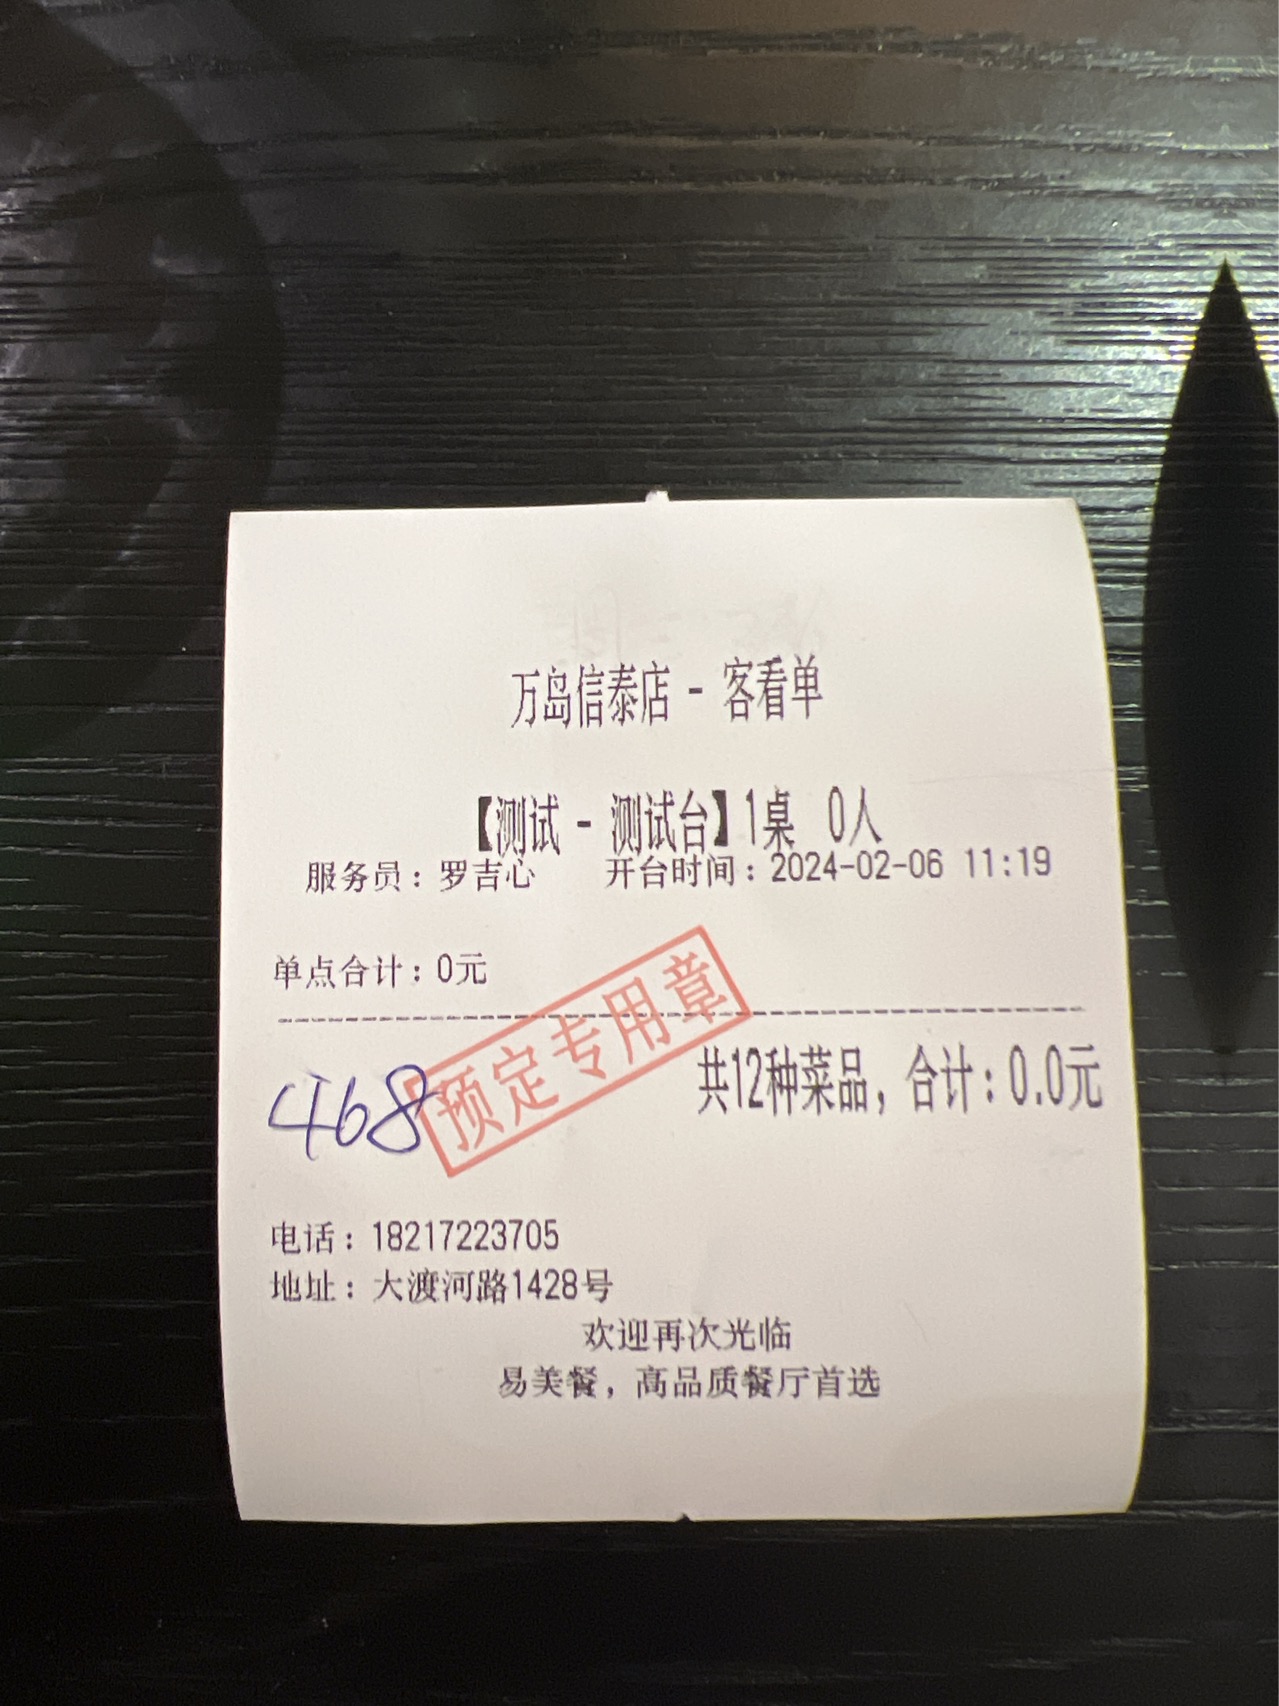 万岛信泰店 - 客看单
【测试 - 测试台】1桌 0人
服务员：罗吉心 开台时间：2024-02-06 11:19
单点合计：0元
预定专用章
468
共12种菜品，合计：0.0元
电话：18217223705
地址：大渡河路1428号
欢迎再次光临
易美餐，高品质餐厅首选